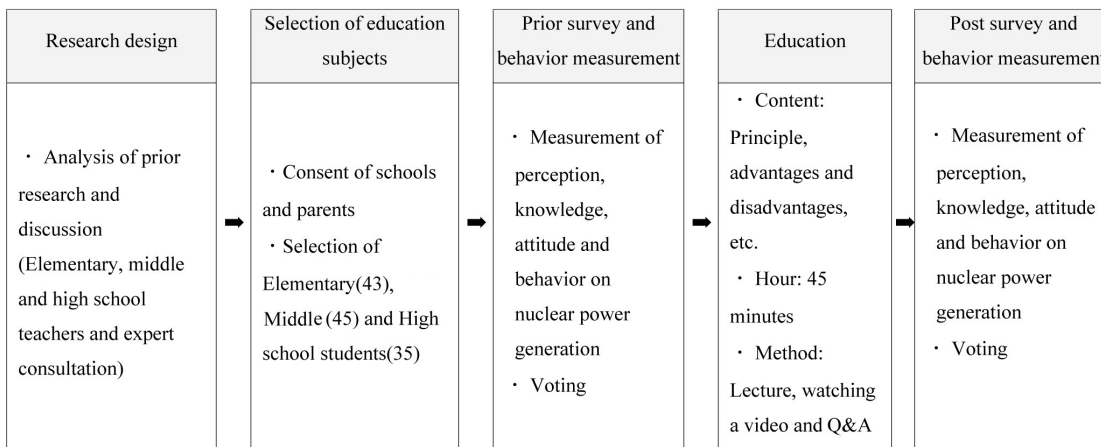 Research design
· Analysis of prior
research and
discussion
(Elementary, middle
and high school
teachers and expert
consultation)
Selection of education
subjects
· Consent of schools
and parents
· Selection of
Elementary(43),
Middle (45) and High
school students(35)
Prior survey and
behavior measurement
· Measurement of
perception,
knowledge,
attitude and
behavior on
nuclear power
generation
· Voting
Education
· Content:
Principle,
advantages and
disadvantages,
etc.
· Hour: 45
minutes
· Method:
Lecture, watching
a video and Q&A
Post survey and
behavior measurement
· Measurement of
perception,
knowledge, attitude
and behavior on
nuclear power
generation
· Voting